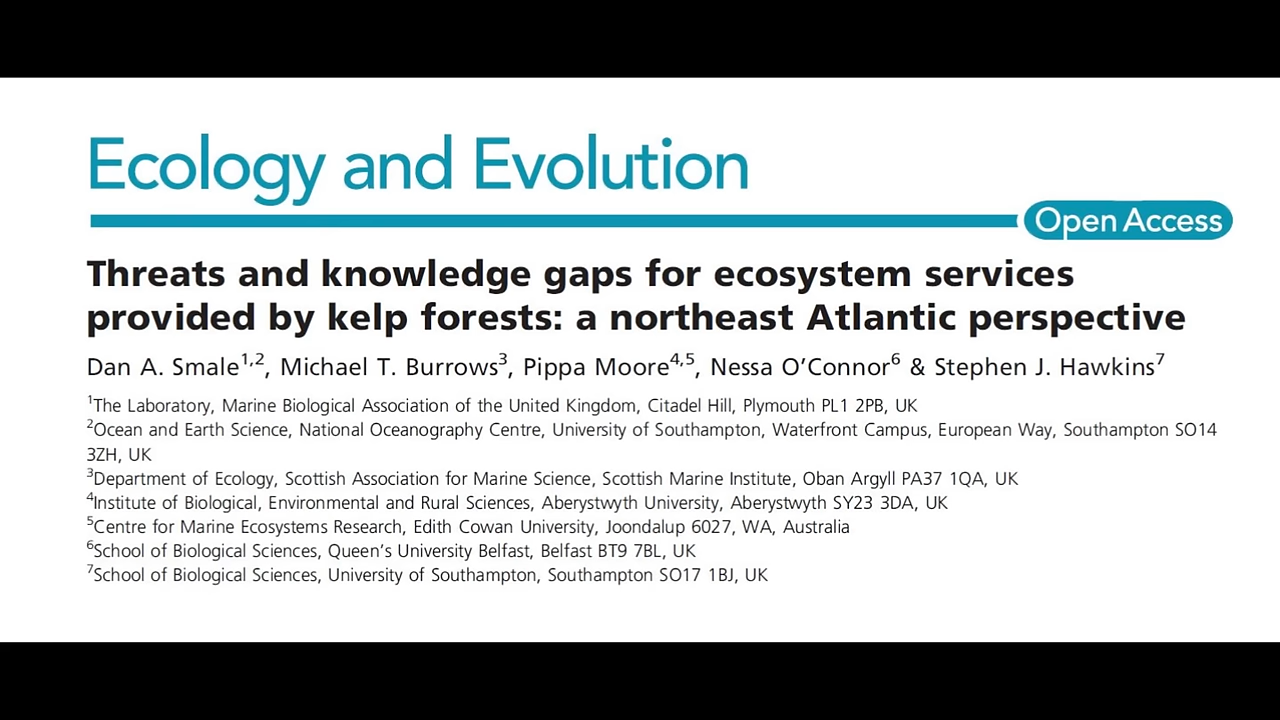 Ecology and Evolution
Open Access
Threats and knowledge gaps for ecosystem services
provided by kelp forests: a northeast Atlantic perspective
Dan A. Smale1,2, Michael T. Burrows3, Pippa Moore4,5, Nessa O’Connor6 & Stephen J. Hawkins7
1The Laboratory, Marine Biological Association of the United Kingdom, Citadel Hill, Plymouth PL1 2PB, UK
2Ocean and Earth Science, National Oceanography Centre, University of Southampton, Waterfront Campus, European Way, Southampton SO14
3ZH, UK
3Department of Ecology, Scottish Association for Marine Science, Scottish Marine Institute, Oban Argyll PA37 1QA, UK
4Institute of Biological, Environmental and Rural Sciences, Aberystwyth University, Aberystwyth SY23 3DA, UK
5Centre for Marine Ecosystems Research, Edith Cowan University, Joondalup 6027, WA, Australia
6School of Biological Sciences, Queen’s University Belfast, Belfast BT9 7BL, UK
7School of Biological Sciences, University of Southampton, Southampton SO17 1BJ, UK